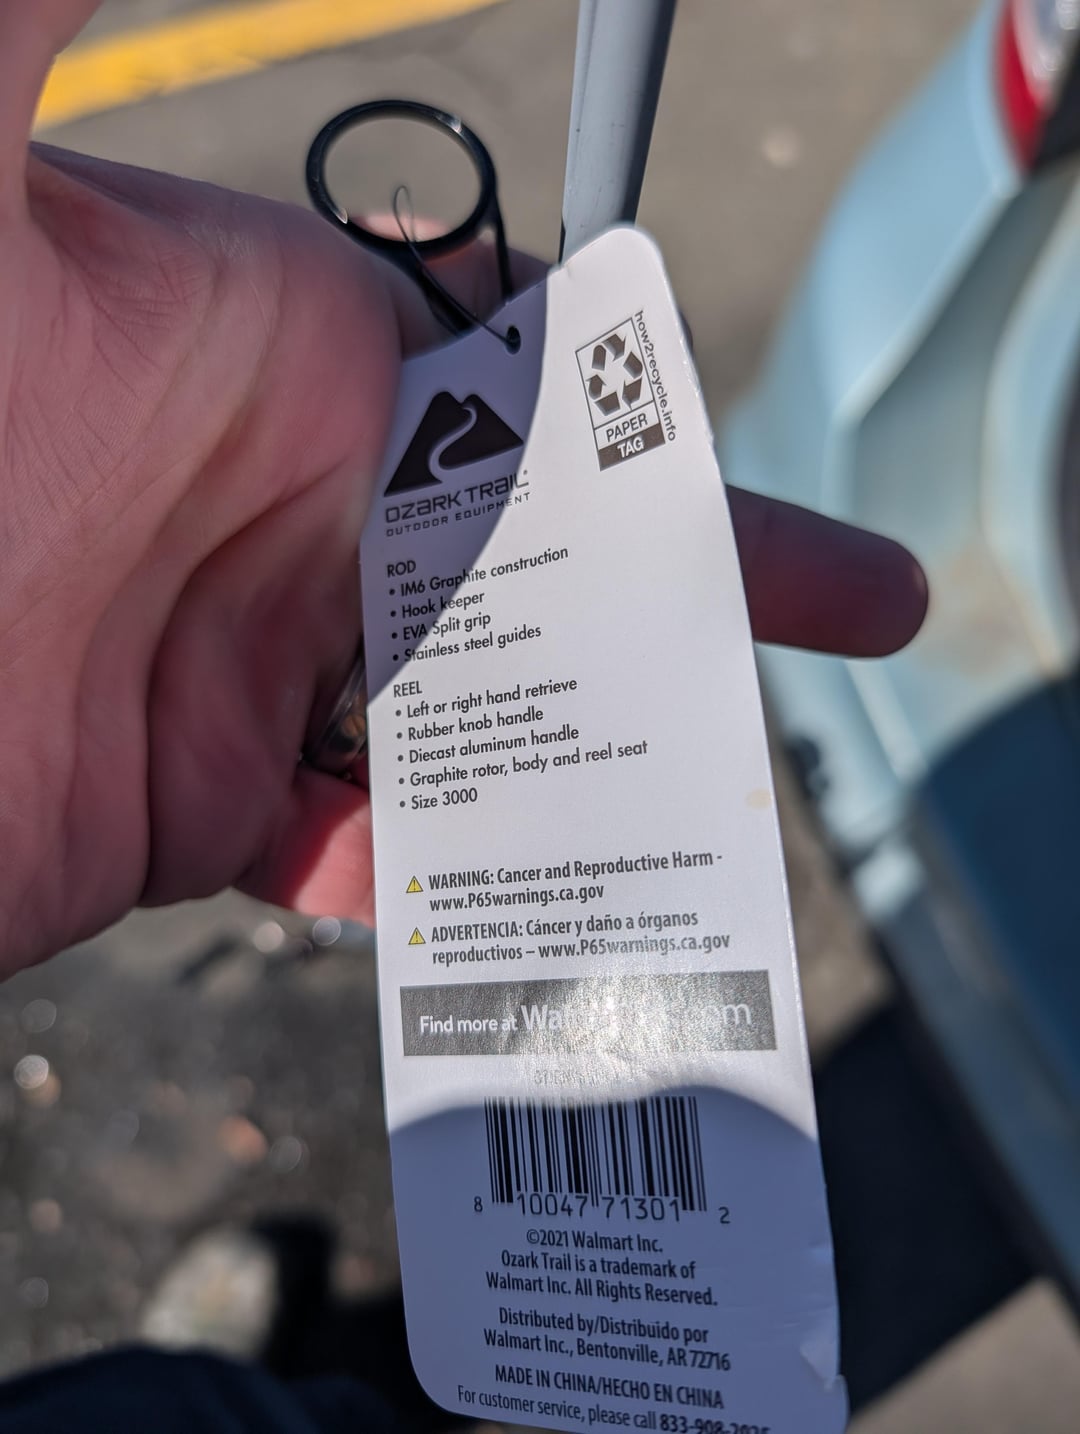 how2recycle.info
PAPER
TAG
OZARK TRAIL
OUTDOOR EQUIPMENT
ROD
• IM6 Graphite construction
• Hook keeper
• EVA Split grip
• Stainless steel guides
REEL
• Left or right hand retrieve
• Rubber knob handle
• Diecast aluminum handle
• Graphite rotor, body and reel seat
• Size 3000
WARNING: Cancer and Reproductive Harm -
www.P65warnings.ca.gov
ADVERTENCIA: Cáncer y daño a órganos
reproductivos – www.P65warnings.ca.gov
Find more at
8 10047 71301 2
©2021 Walmart Inc.
Ozark Trail is a trademark of
Walmart Inc. All Rights Reserved.
Distributed by/Distribuido por
Walmart Inc., Bentonville, AR 72716
MADE IN CHINA/HECHO EN CHINA
For customer service, please call